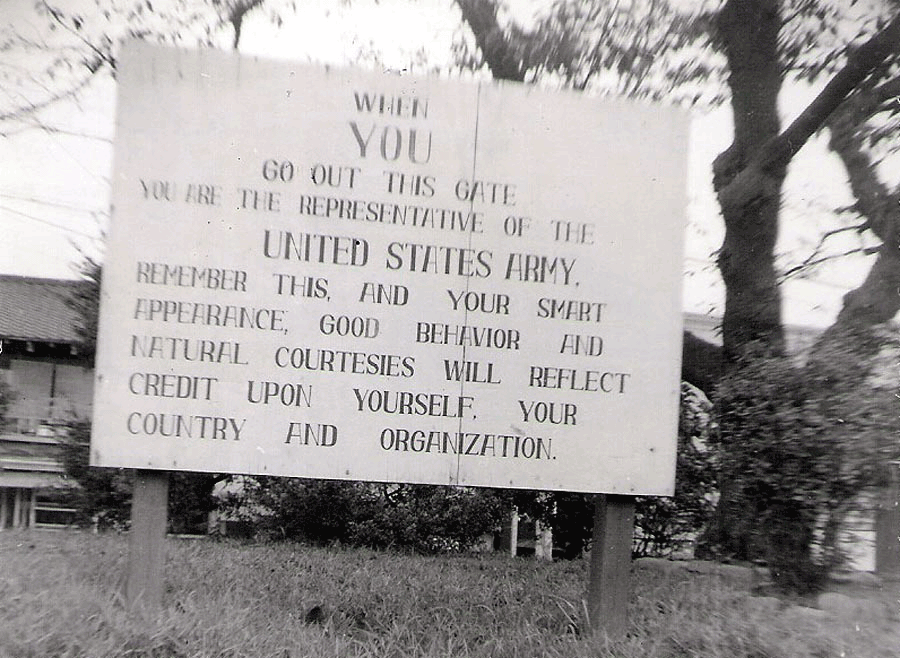 WHEN
YOU
GO OUT THIS GATE
YOU ARE THE REPRESENTATIVE OF THE
UNITED STATES ARMY,
REMEMBER THIS, AND YOUR SMART
APPEARANCE, GOOD BEHAVIOR AND
NATURAL COURTESIES WILL REFLECT
CREDIT UPON YOURSELF, YOUR
COUNTRY AND ORGANIZATION.